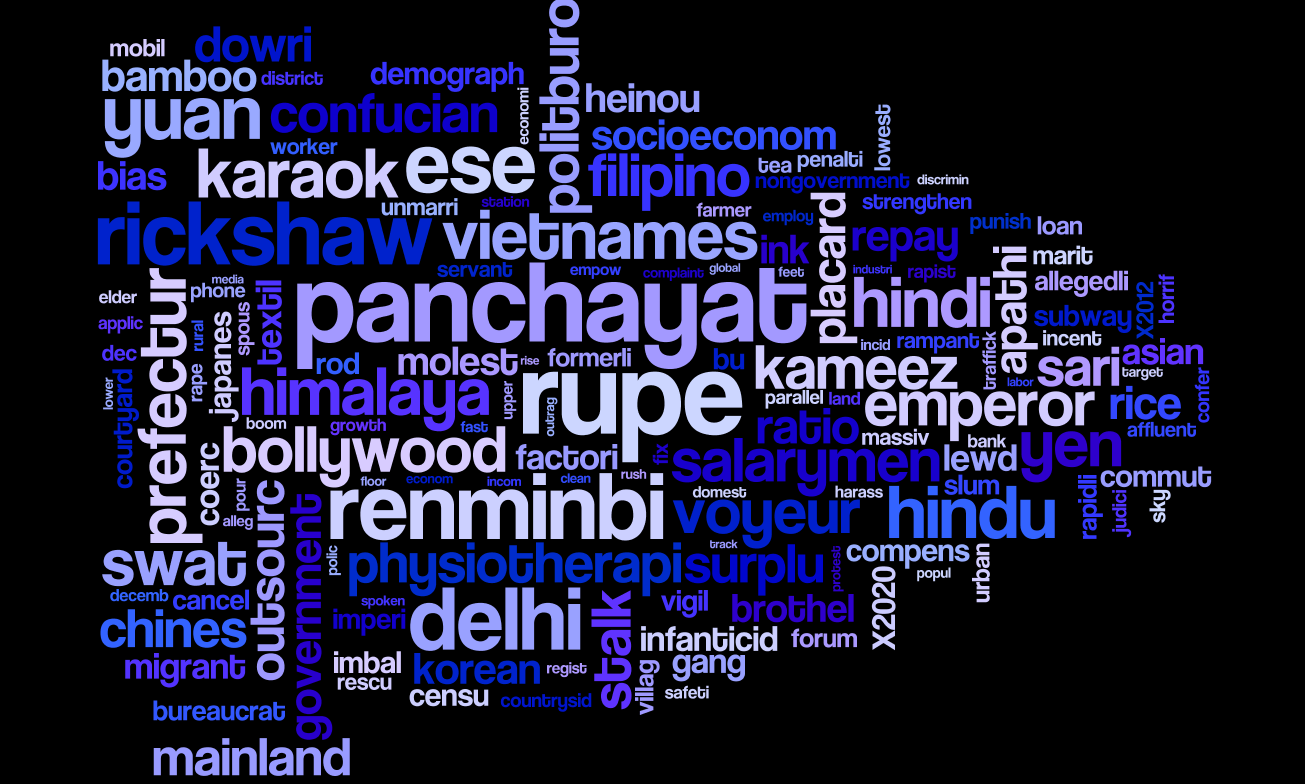 mobil
dowri
bamboo
district
demograph
politburo
heinou
yuan
confucian
economi
socioeconom
lowest
worker
bias
karaok
ese
filipino
tea
penalti
nongovernment
discrimin
unmarri
station
farmer
employ
strengthen
punish
loan
rickshaw
vietnames
ink
placard
repay
apathi
marit
servant
empow
complaint
global
feet
industri
rapist
allegedli
horrif
X2012
elder
prefectur
media
phone
textil
panchayat
hindi
subway
applic
rural
spous
japanes
incid
rampant
traffick
incent
asian
dec
rod
molest
rise
formerli
bu
kameez
labor
sari
target
lower
courtyard
rape
himalaya
upper
rupe
outrag
parallel
land
emperor
rice
confer
boom
growth
fast
ratio
massiv
bank
yen
affluent
coerc
bollywood
factori
fix
salarymen
lewd
commut
pour
floor
econom
incom
clean
rush
slum
alleg
outsourc
government
renminbi
domest
voyeur
harass
hindu
rapidli
judici
sky
swat
polic
physiotherapi
track
surplu
probest
compens
popul
urban
decemb
cancel
spoken
imperi
delhi
stalk
vigil
brothel
X2020
chines
infanticid
forum
migrant
imbal
korean
regist
villag
gang
rescu
censu
countrysid
safeti
bureaucrat
mainland